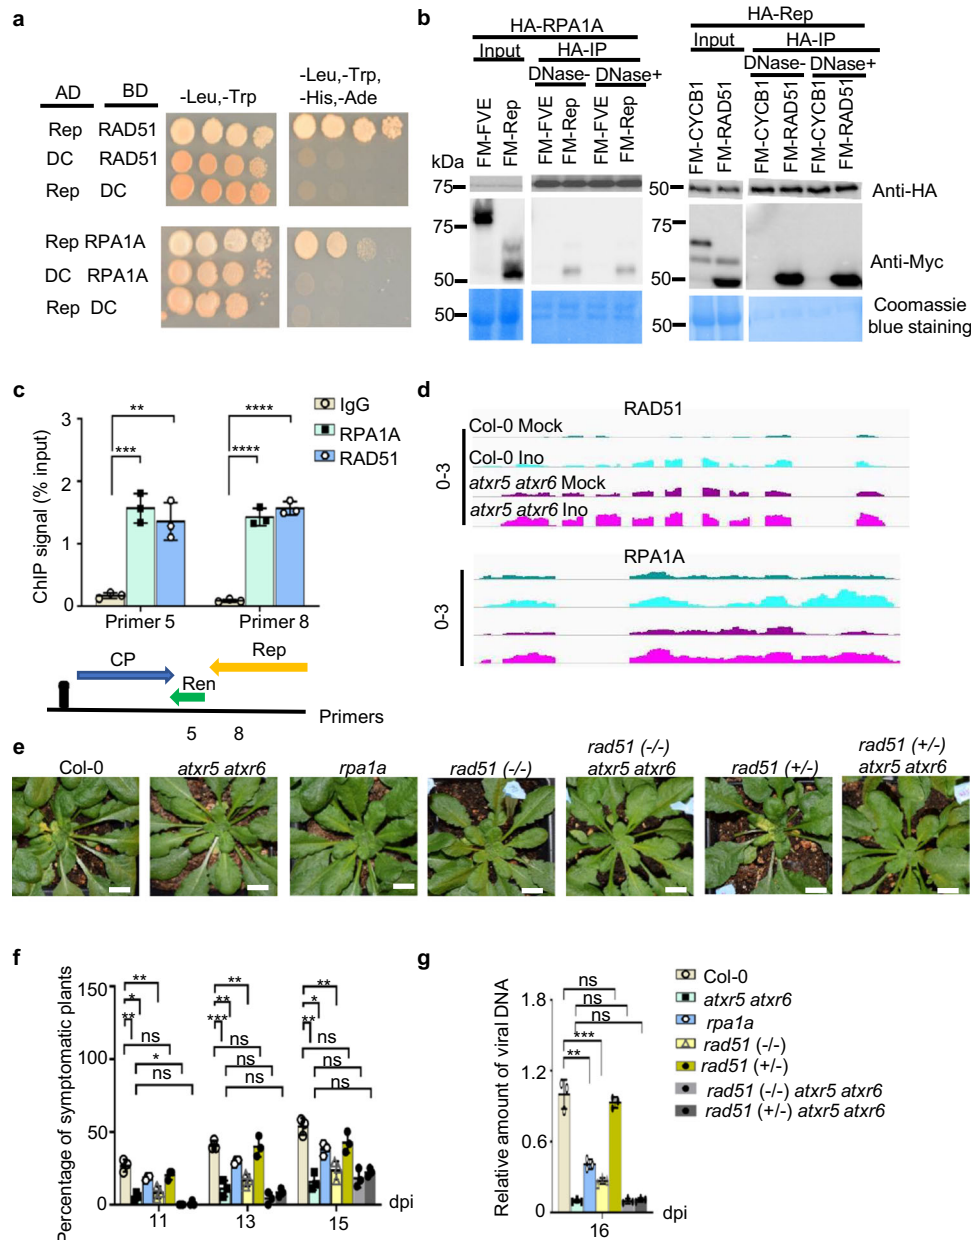 a
AD BD -Leu,-Trp -Leu,-Trp,
-His,-Ade
Rep RAD51
DC RAD51
Rep DC
Rep RPA1A
DC RPA1A
Rep DC
b
HA-RPA1A
Input HA-IP
DNase- DNase+
FM-FVE FM-Rep FM-FVE FM-Rep FM-FVE FM-Rep
kDa
75
50
50
HA-Rep
Input HA-IP
DNase- DNase+
FM-CYCB1 FM-RAD51 FM-CYCB1 FM-RAD51 FM-CYCB1 FM-RAD51
50 Anti-HA
75
Anti-Myc
50
50 Coomassie
blue staining
c
ChIP signal (% input)
3
2
1
0
** ****
*** ****
IgG
RPA1A
RAD51
Primer 5 Primer 8
CP Rep
Ren
Primers
5 8
d
RAD51
0-3
Col-0 Mock
Col-0 Ino
atxr5 atxr6 Mock
atxr5 atxr6 Ino
RPA1A
0-3
e
Col-0 atxr5 atxr6 rpa1a rad51 (-/-) rad51 (-/-)
atxr5 atxr6 rad51 (+/-) rad51 (+/-)
atxr5 atxr6
f
Percentage of symptomatic plants
150
100
50
0
** * ** ns * ns
** ** *** ns ns ns
** * ** ns ns ns
11 13 15 dpi
g
Relative amount of viral DNA
1.8
1.2
0.6
0
ns
ns
ns
***
**
16 dpi
Col-0
atxr5 atxr6
rpa1a
rad51 (-/-)
rad51 (+/-)
rad51 (-/-) atxr5 atxr6
rad51 (+/-) atxr5 atxr6